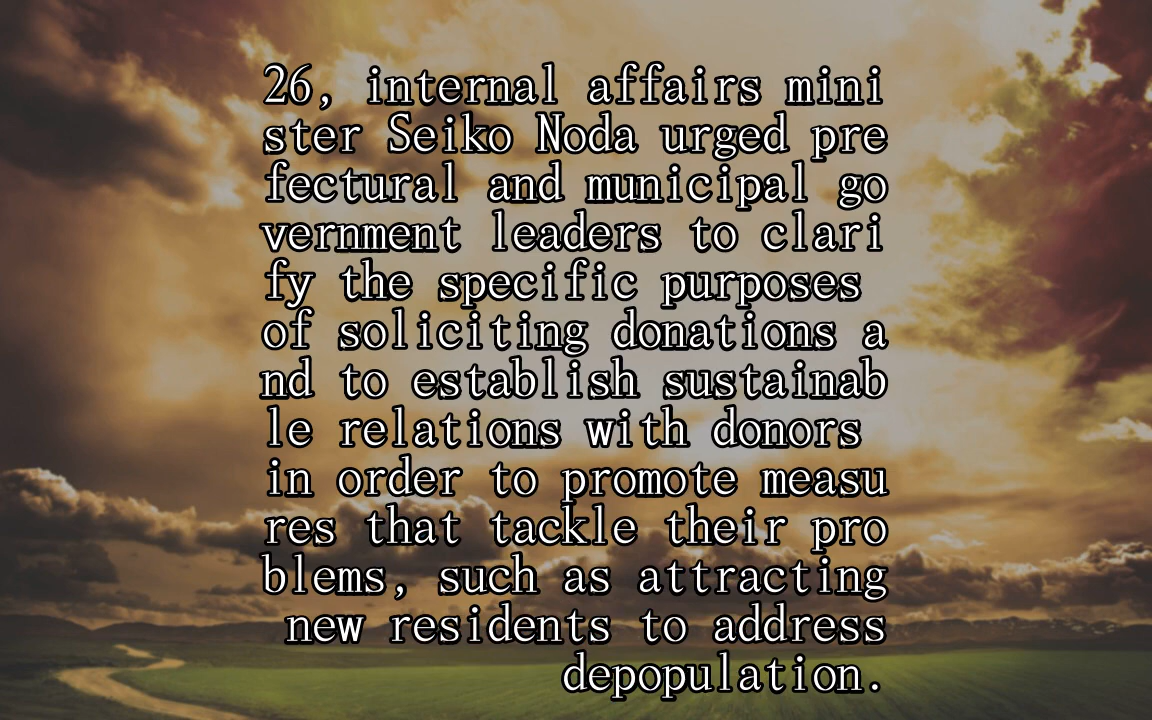 26, internal affairs mini
ster Seiko Noda urged pre
fectural and municipal go
vernment leaders to clari
fy the specific purposes
of soliciting donations a
nd to establish sustainab
le relations with donors
in order to promote measu
res that tackle their pro
blems, such as attracting
new residents to address
depopulation.